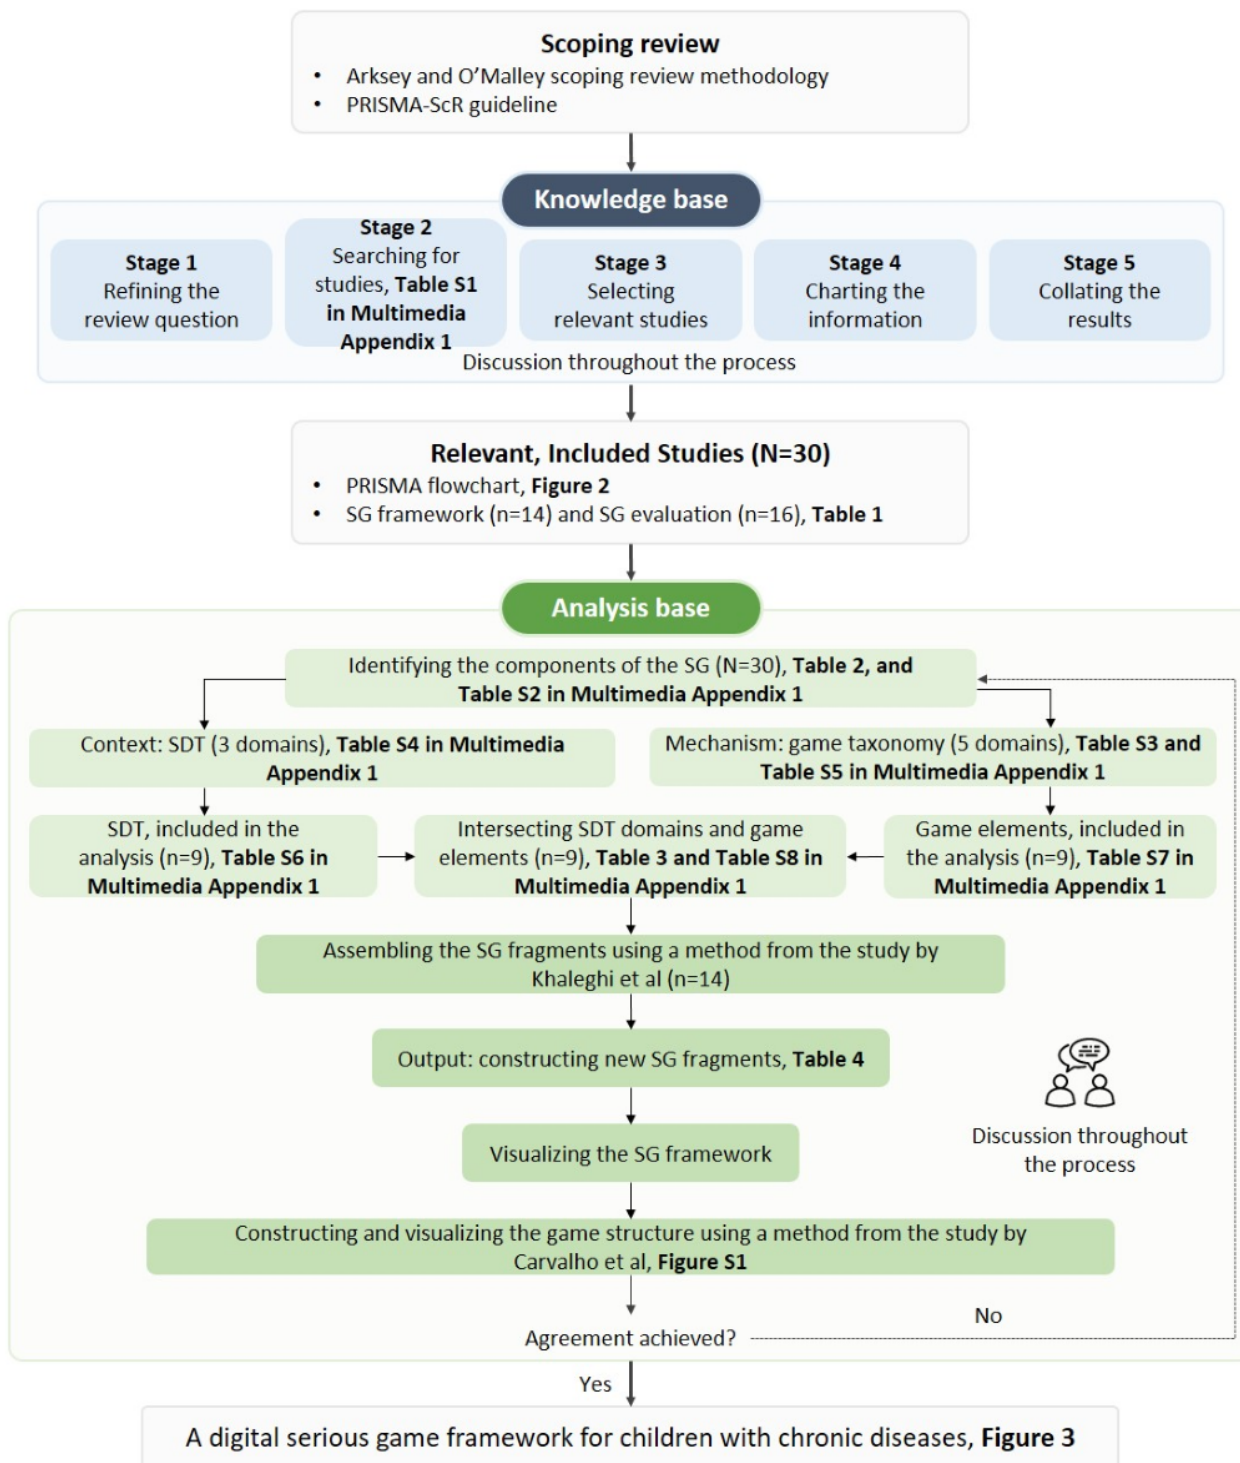 Scoping review
• Arksey and O’Malley scoping review methodology
• PRISMA-ScR guideline
Knowledge base
Stage 1
Refining the
review question
Stage 2
Searching for
studies, Table S1
in Multimedia
Appendix 1
Stage 3
Selecting
relevant studies
Stage 4
Charting the
information
Stage 5
Collating the
results
Discussion throughout the process
Relevant, Included Studies (N=30)
• PRISMA flowchart, Figure 2
• SG framework (n=14) and SG evaluation (n=16), Table 1
Analysis base
Identifying the components of the SG (N=30), Table 2, and
Table S2 in Multimedia Appendix 1
Context: SDT (3 domains), Table S4 in Multimedia
Appendix 1
Mechanism: game taxonomy (5 domains), Table S3 and
Table S5 in Multimedia Appendix 1
SDT, included in the
analysis (n=9), Table S6 in
Multimedia Appendix 1
Intersecting SDT domains and game
elements (n=9), Table 3 and Table S8 in
Multimedia Appendix 1
Game elements, included in
the analysis (n=9), Table S7 in
Multimedia Appendix 1
Assembling the SG fragments using a method from the study by
Khaleghi et al (n=14)
Output: constructing new SG fragments, Table 4
Visualizing the SG framework
Discussion throughout
the process
Constructing and visualizing the game structure using a method from the study by
Carvalho et al, Figure S1
Agreement achieved?
No
Yes
A digital serious game framework for children with chronic diseases, Figure 3